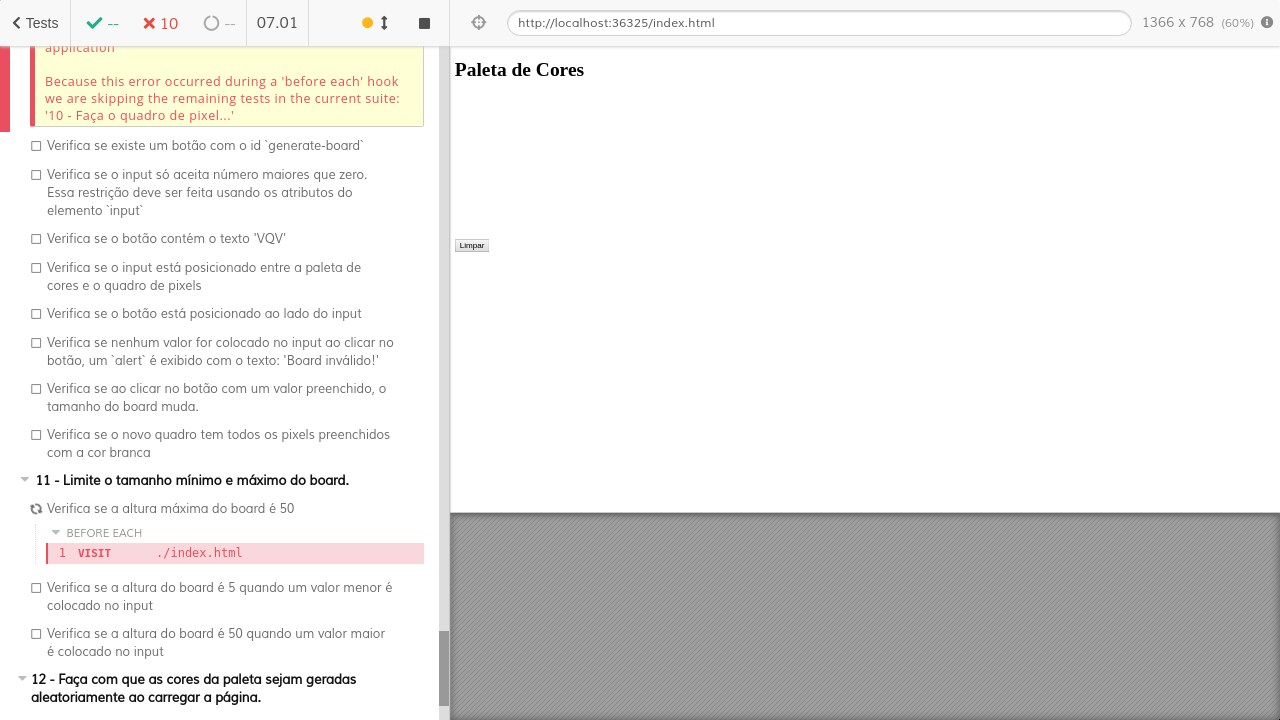 Tests
--
10
--
07.01
http://localhost:36325/index.html
1366 x 768 (60%)
application
Because this error occurred during a 'before each' hook
we are skipping the remaining tests in the current suite:
'10 - Faça o quadro de pixel...'
Verifica se existe um botão com o id `generate-board`
Verifica se o input só aceita número maiores que zero.
Essa restrição deve ser feita usando os atributos do
elemento `input`
Verifica se o botão contém o texto 'VQV'
Verifica se o input está posicionado entre a paleta de
cores e o quadro de pixels
Verifica se o botão está posicionado ao lado do input
Verifica se nenhum valor for colocado no input ao clicar no
botão, um `alert` é exibido com o texto: 'Board inválido!'
Verifica se ao clicar no botão com um valor preenchido, o
tamanho do board muda.
Verifica se o novo quadro tem todos os pixels preenchidos
com a cor branca
11 - Limite o tamanho mínimo e máximo do board.
Verifica se a altura máxima do board é 50
BEFORE EACH
1 VISIT ./index.html
Verifica se a altura do board é 5 quando um valor menor é
colocado no input
Verifica se a altura do board é 50 quando um valor maior
é colocado no input
12 - Faça com que as cores da paleta sejam geradas
aleatoriamente ao carregar a página.
Paleta de Cores
Limpar